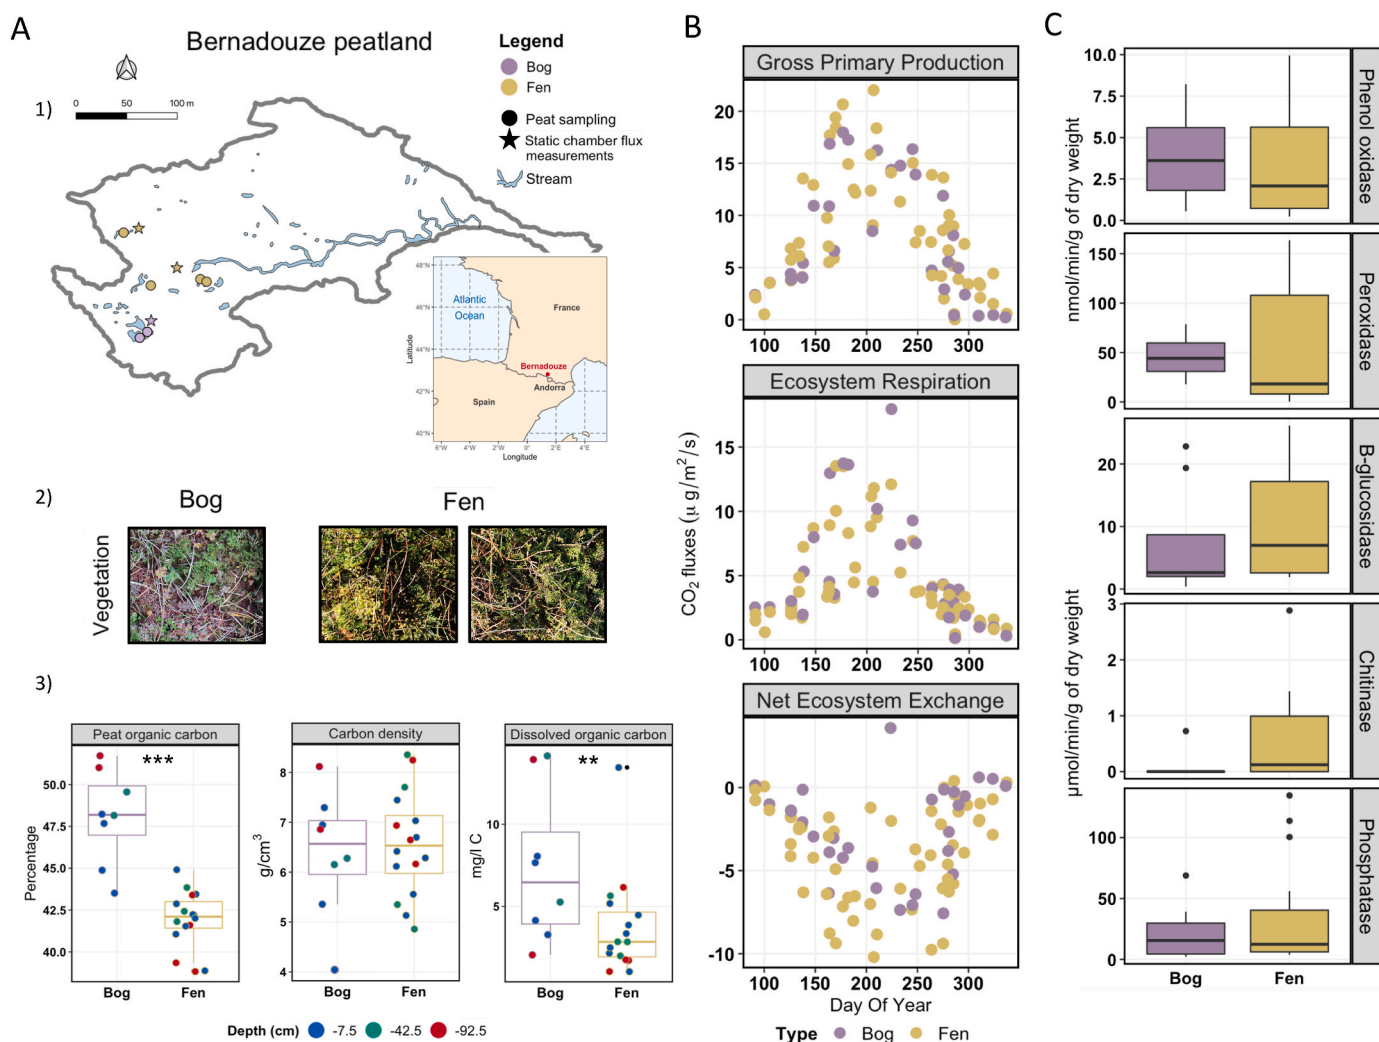 A
Bernadouze peatland
1)
0 50 100 m
Legend
Bog
Fen
Peat sampling
Static chamber flux
measurements
Stream
48°N
46°N
44°N
42°N
40°N
Latitude
Atlantic
Ocean
France
Bernadouze
Andorra
Spain
6°W 4°W 2°W 0° 2°E 4°E
Longitude
2)
Bog Fen
Vegetation
3)
Peat organic carbon
***
50.0
47.5
45.0
42.5
40.0
Percentage
Bog Fen
Carbon density
8
7
6
5
4
g/cm³
Bog Fen
Dissolved organic carbon
**
10
5
mg/l C
Bog Fen
Depth (cm) -7.5 -42.5 -92.5
B
Gross Primary Production
20
15
10
5
0
100 150 200 250 300
Ecosystem Respiration
15
10
5
0
100 150 200 250 300
CO₂ fluxes (μ g/m²/s)
Net Ecosystem Exchange
0
-5
-10
100 150 200 250 300
Day Of Year
Type Bog Fen
C
10.0
7.5
5.0
2.5
0.0
Phenol oxidase
nmol/min/g of dry weight
150
100
50
0
Peroxidase
20
10
0
B-glucosidase
3
2
1
0
Chitinase
μmol/min/g of dry weight
100
50
0
Phosphatase
Bog Fen